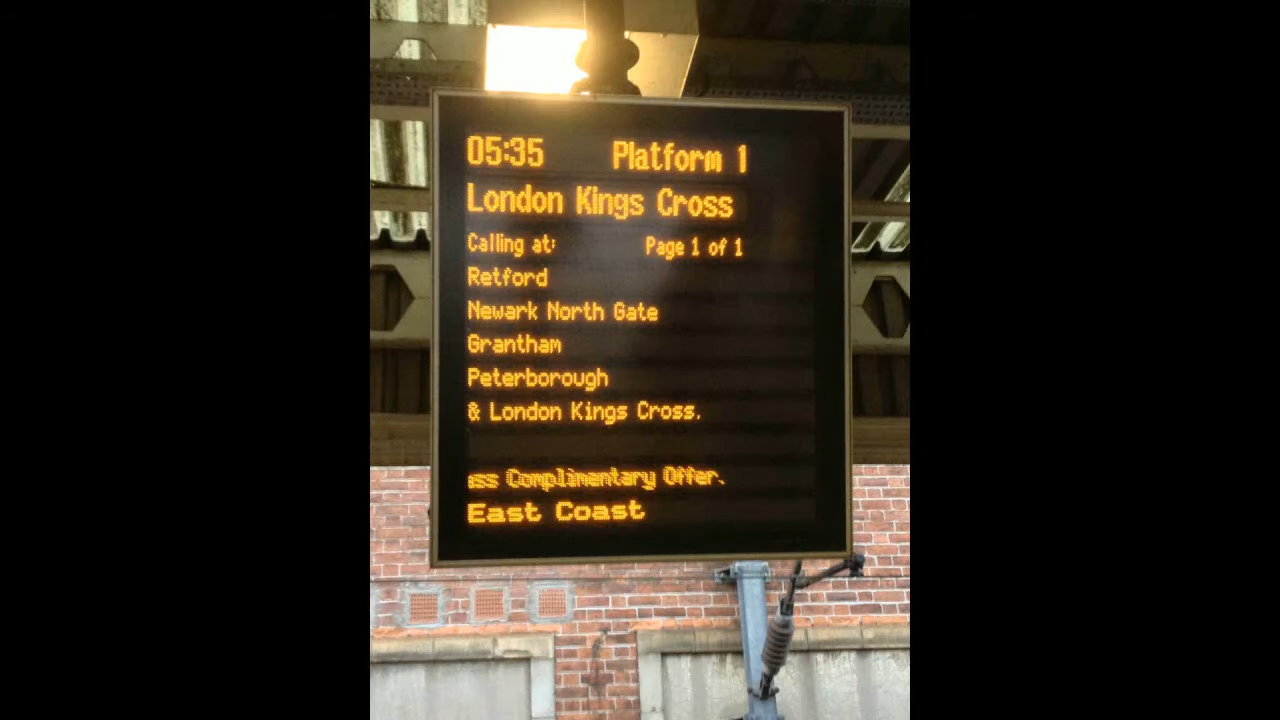 05:35 Platform 1
London Kings Cross
Calling at: Page 1 of 1
Retford
Newark North Gate
Grantham
Peterborough
& London Kings Cross.
ss Complimentary Offer.
East Coast